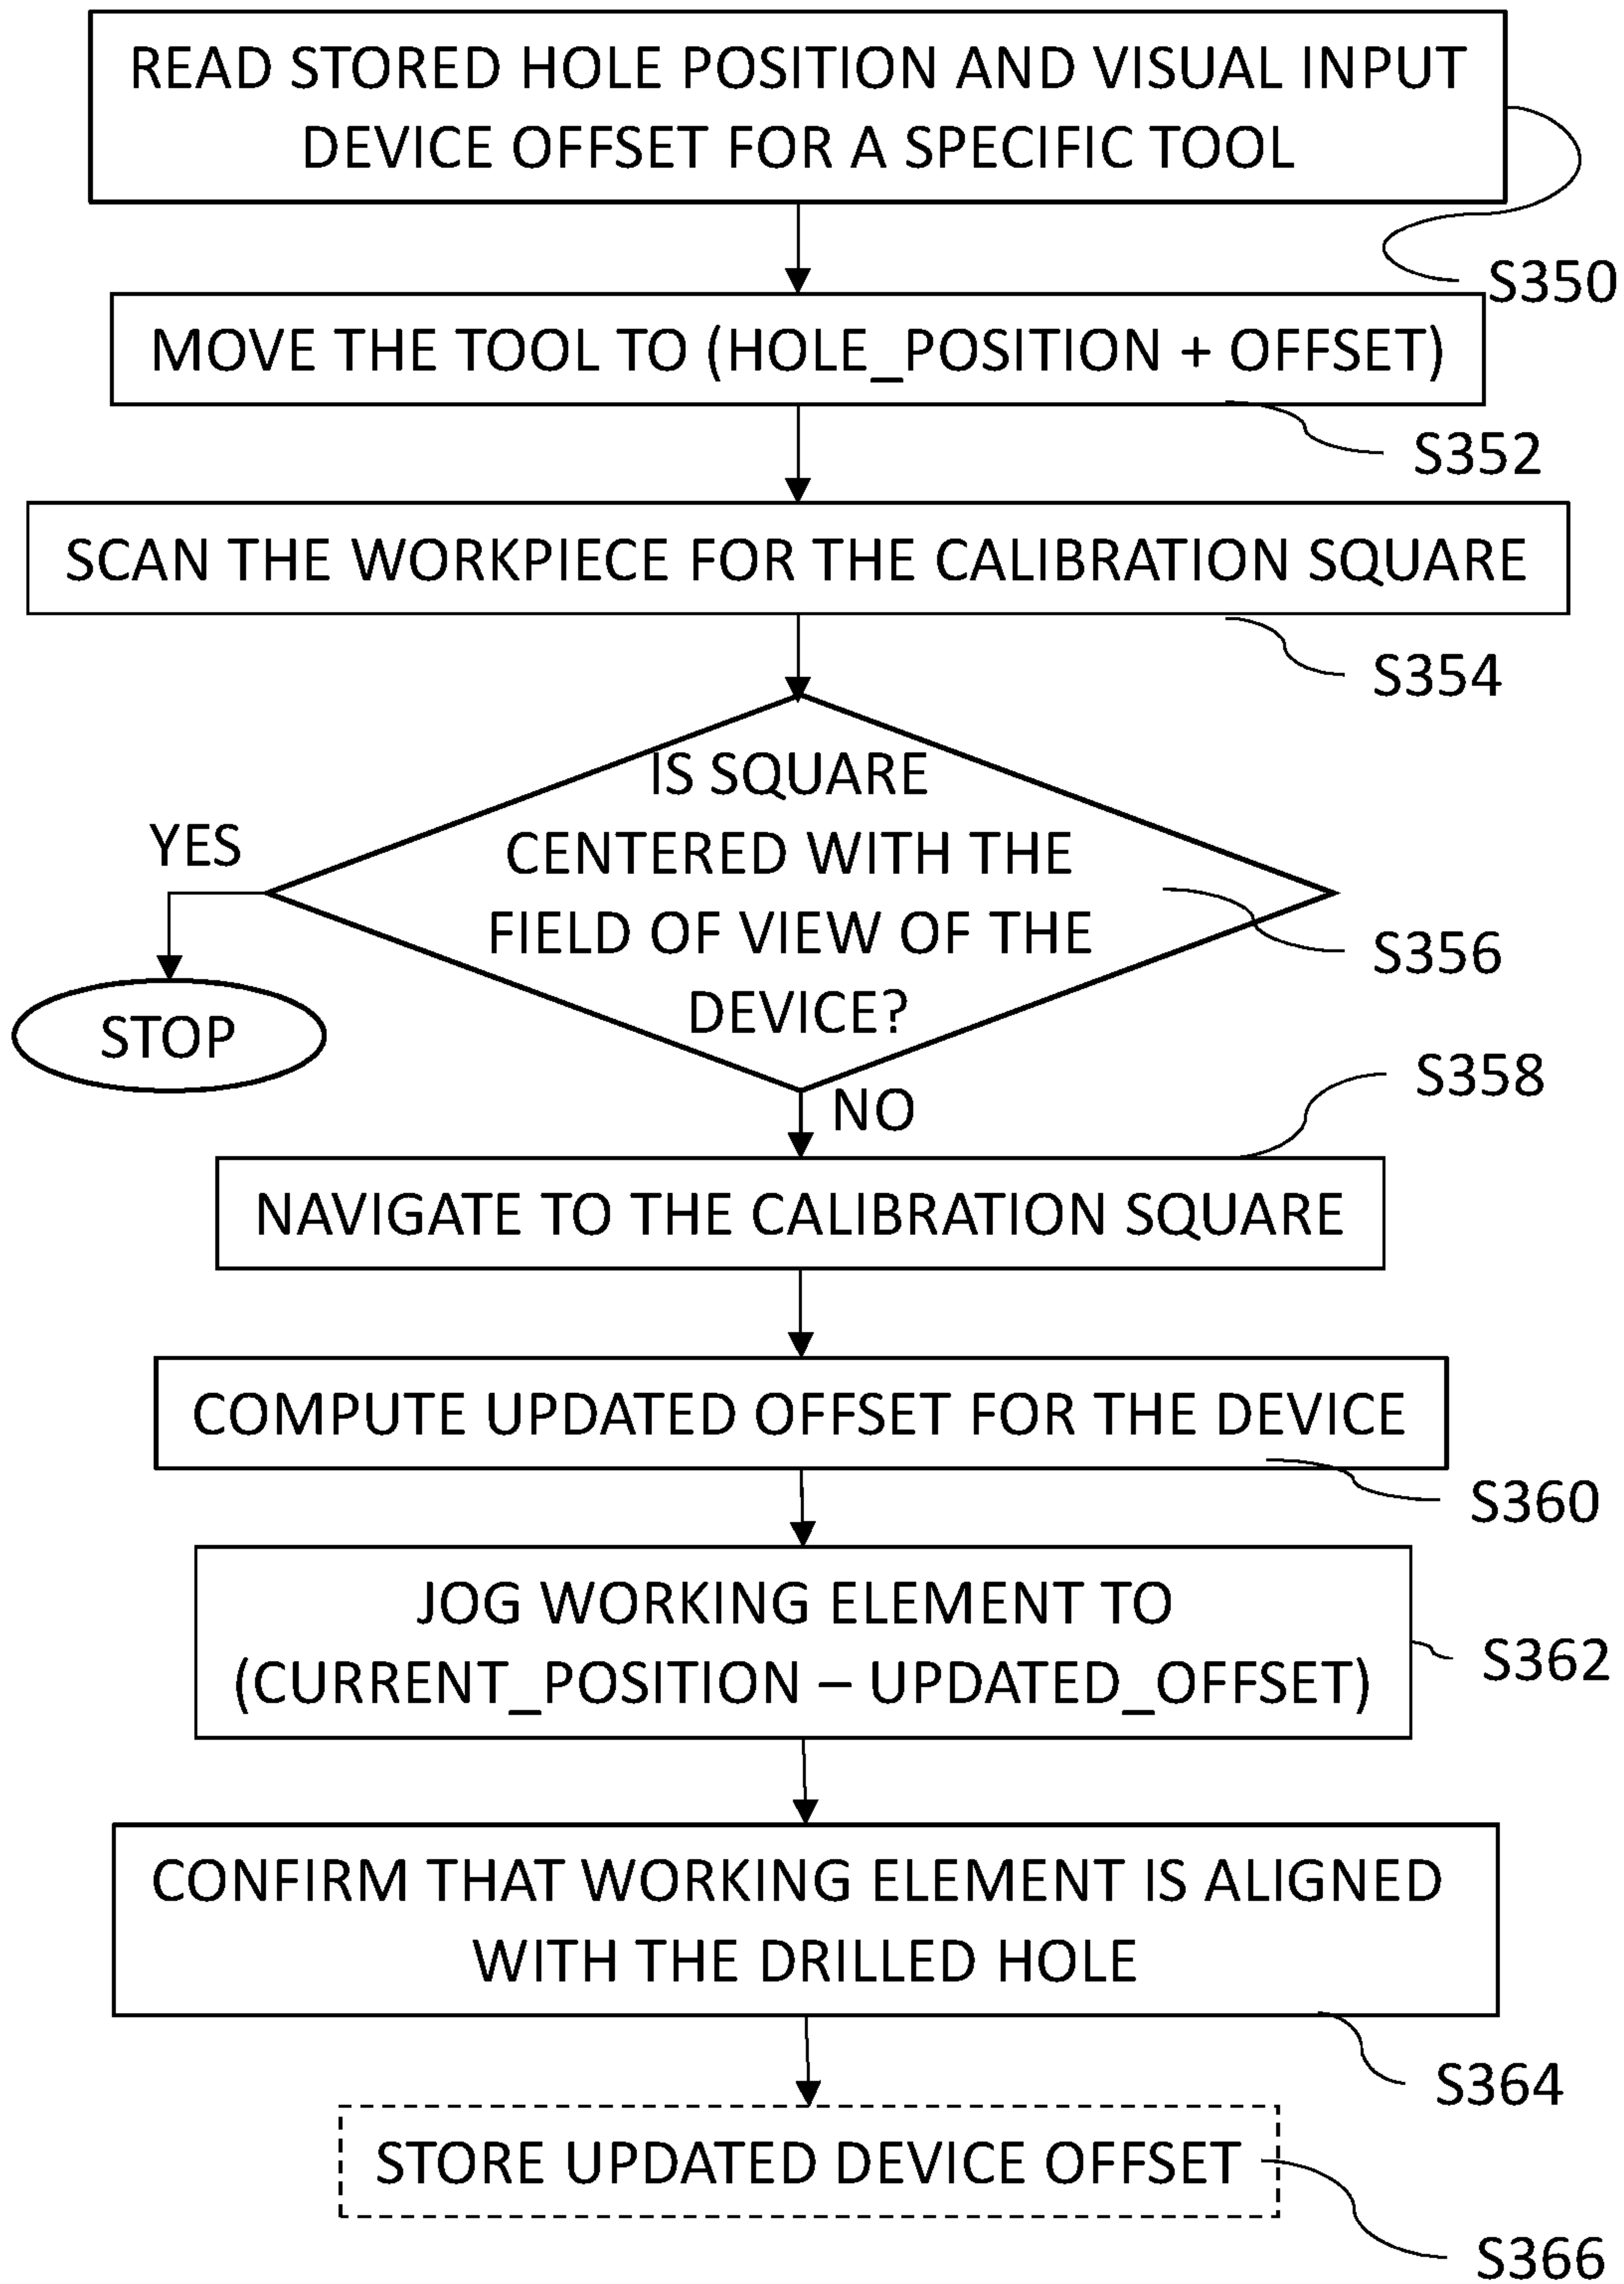 READ STORED HOLE POSITION AND VISUAL INPUT
DEVICE OFFSET FOR A SPECIFIC TOOL
S350
MOVE THE TOOL TO (HOLE_POSITION + OFFSET)
S352
SCAN THE WORKPIECE FOR THE CALIBRATION SQUARE
S354
IS SQUARE
CENTERED WITH THE
FIELD OF VIEW OF THE
DEVICE?
S356
YES
STOP
NO
S358
NAVIGATE TO THE CALIBRATION SQUARE
COMPUTE UPDATED OFFSET FOR THE DEVICE
S360
JOG WORKING ELEMENT TO
(CURRENT_POSITION – UPDATED_OFFSET)
S362
CONFIRM THAT WORKING ELEMENT IS ALIGNED
WITH THE DRILLED HOLE
S364
STORE UPDATED DEVICE OFFSET
S366